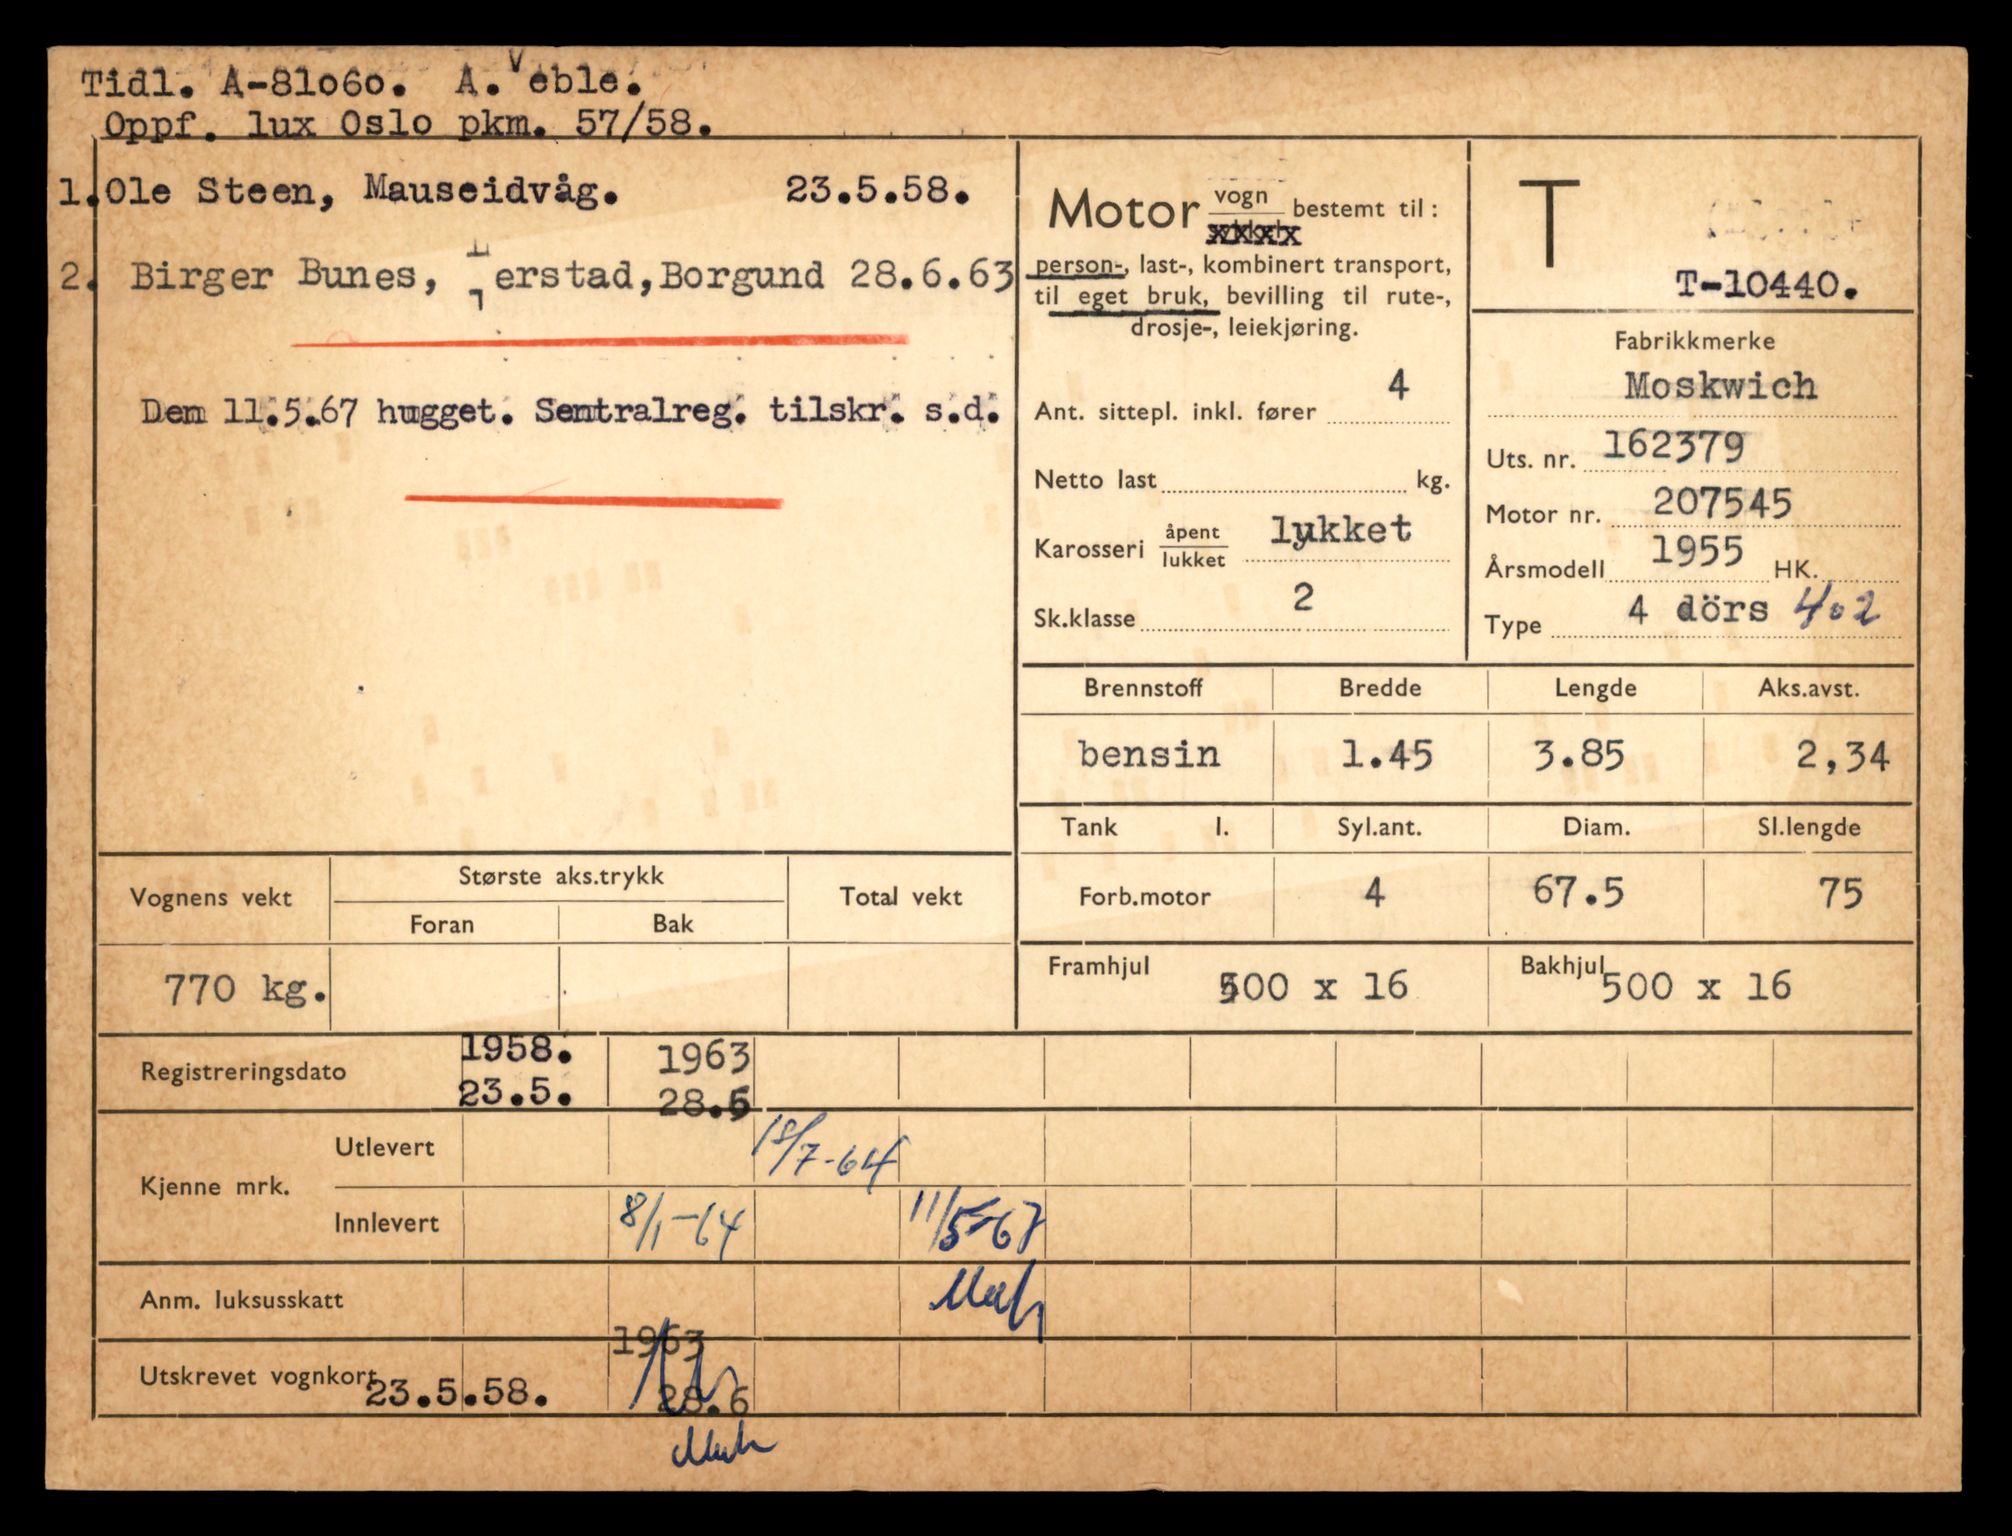 Tidl. A-81060. A. Veble.
Oppf. lux Oslo pkm. 57/58.
1. Ole Steen, Mauseidvåg. 23.5.58.
2. Birger Bunes, erstad, Borgund 28.6.63
Den 11.5.67 hugget. Sentralreg. tilskr. s.d.
Motor vogn bestemt til:
person-, last-, kombinert transport,
til eget bruk, bevilling til rute-,
drosje-, leiekjøring.
Ant. sittepl. inkl. fører 4
Netto last kg.
Karosseri åpent/lukket lukket
Sk.klasse 2
T
T-10440.
Fabrikkmerke
Moskwich
Uts. nr. 162379
Motor nr. 207545
Årsmodell 1955 HK.
Type 4 dörs 402
Brennstoff Bredde Lengde Aks.avst.
bensin 1.45 3.85 2,34
Tank l. Syl.ant. Diam. Sl.lengde
Forb.motor 4 67.5 75
Framhjul 500 x 16 Bakhjul 500 x 16
Vognens vekt Største aks.trykk Total vekt
Foran Bak
770 kg.
Registreringsdato 1958. 1963
23.5. 28.6
Kjenne mrk.
Utlevert 18/7-64
Innlevert 8/1-64 11/5-67
Anm. luksusskatt
1963
Utskrevet vognkort 23.5.58. 28.6